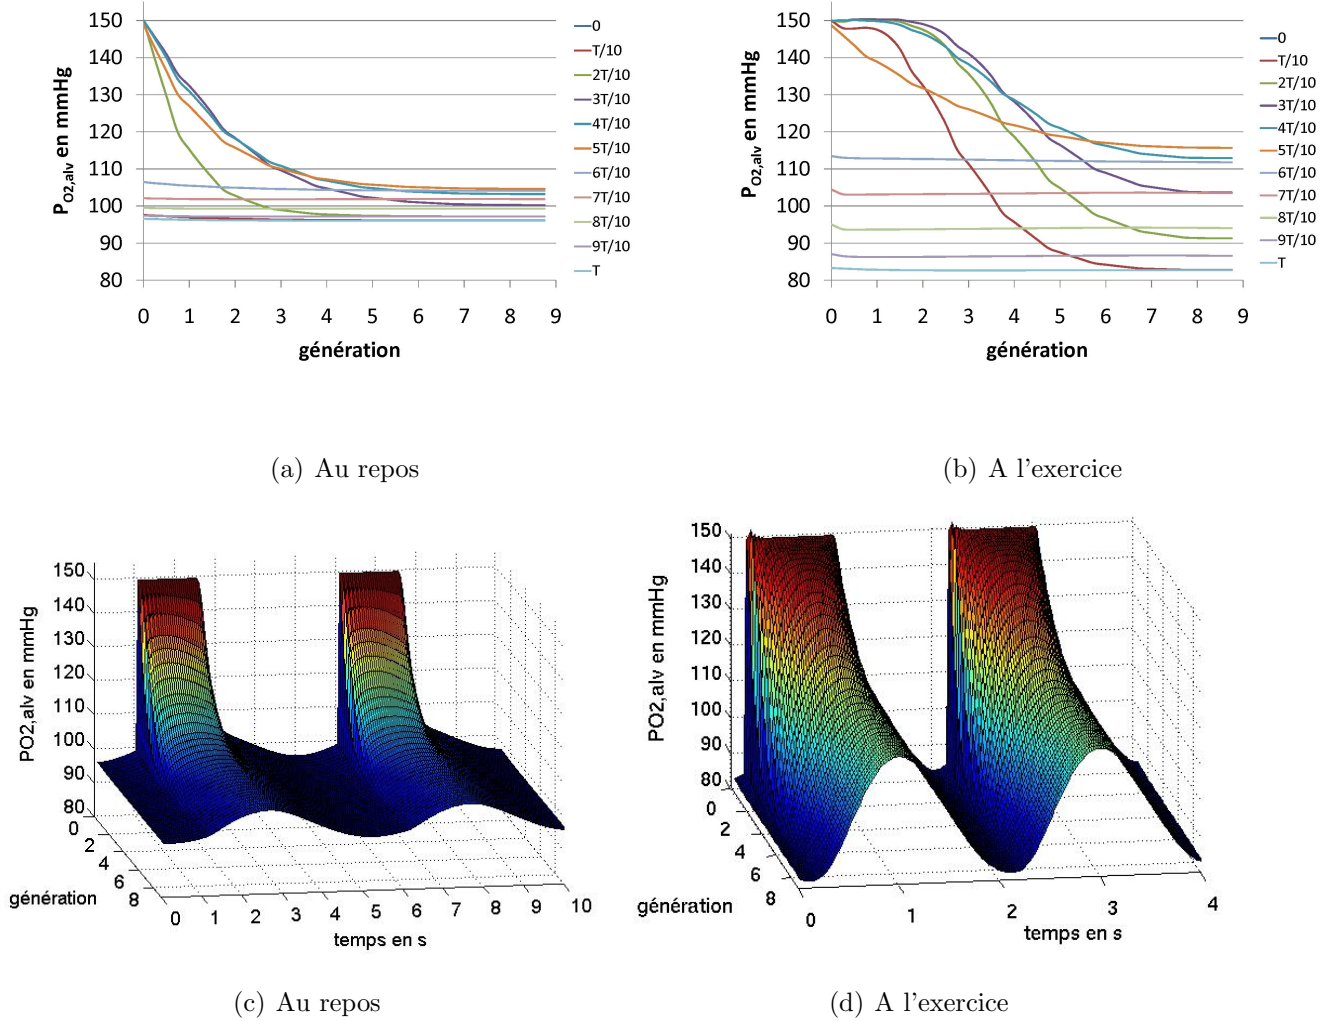 150
140
130
120
110
100
90
80
P_O2,alv en mmHg
0 1 2 3 4 5 6 7 8 9
génération
0
T/10
2T/10
3T/10
4T/10
5T/10
6T/10
7T/10
8T/10
9T/10
T
150
140
130
120
110
100
90
80
P_O2,alv en mmHg
0 1 2 3 4 5 6 7 8 9
génération
0
T/10
2T/10
3T/10
4T/10
5T/10
6T/10
7T/10
8T/10
9T/10
T
(a) Au repos
(b) A l'exercice
150
140
130
120
110
100
90
80
PO2,alv en mmHg
0
2
4
6
8
génération
0 1 2 3 4 5 6 7 8 9 10
temps en s
150
140
130
120
110
100
90
80
PO2,alv en mmHg
0
2
4
6
8
génération
0 1 2 3 4
temps en s
(c) Au repos
(d) A l'exercice